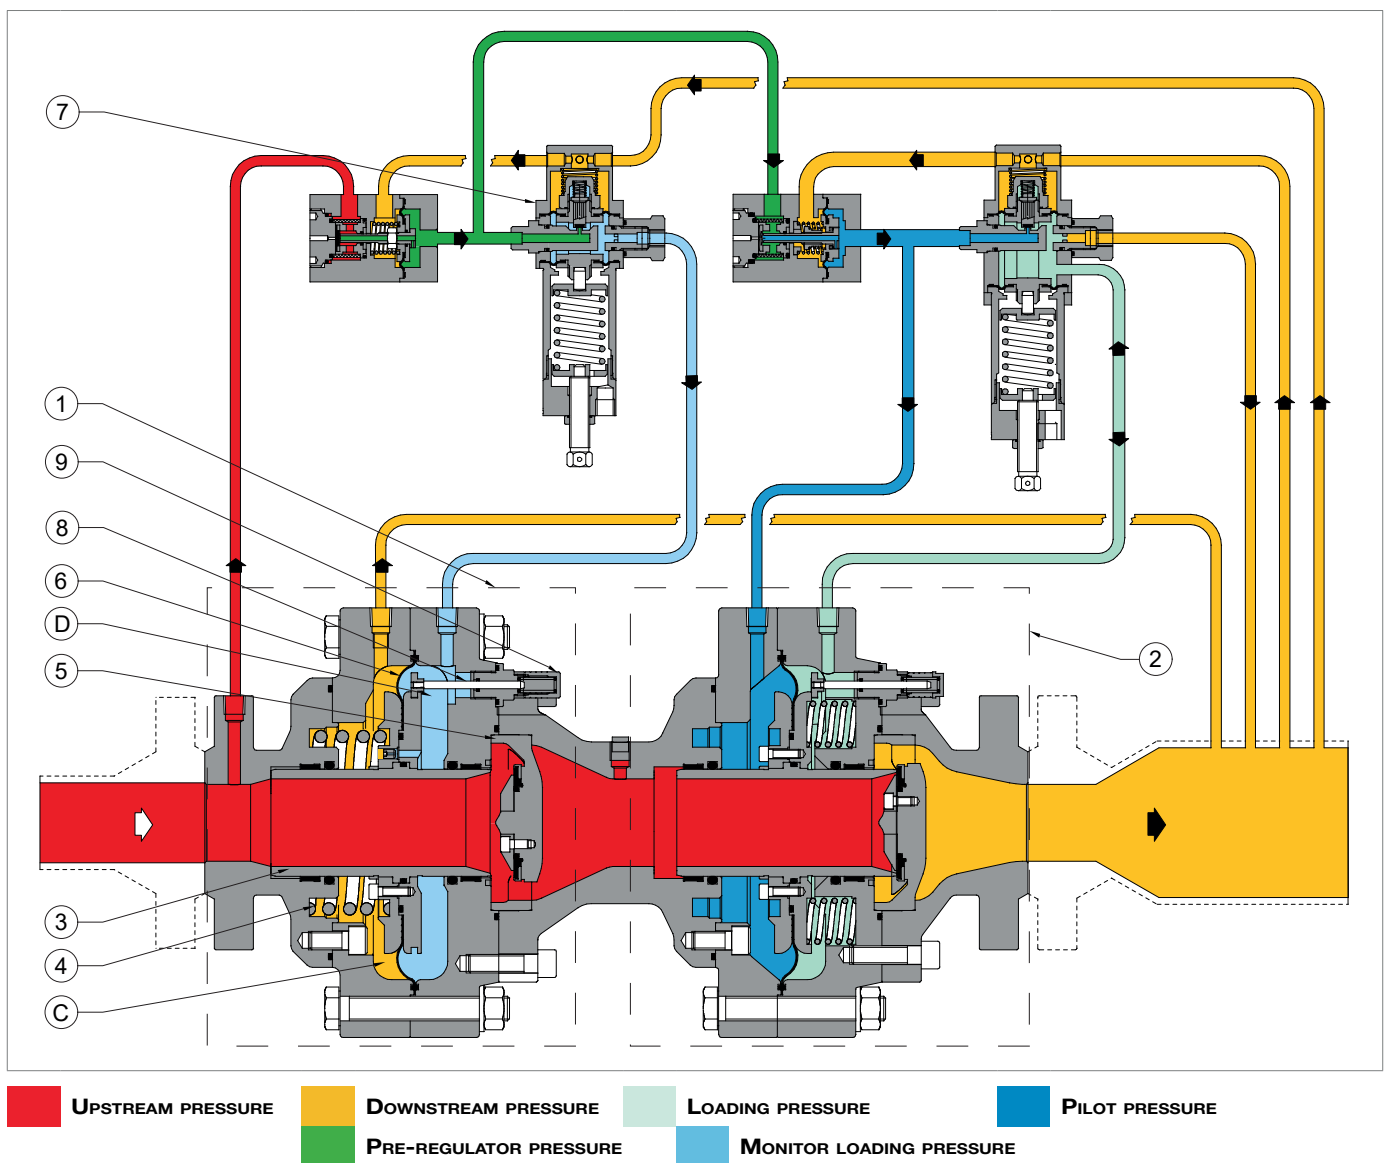 7
1
9
8
6
D
5
2
3
4
C
UPSTREAM PRESSURE
DOWNSTREAM PRESSURE
LOADING PRESSURE
PILOT PRESSURE
PRE-REGULATOR PRESSURE
MONITOR LOADING PRESSURE